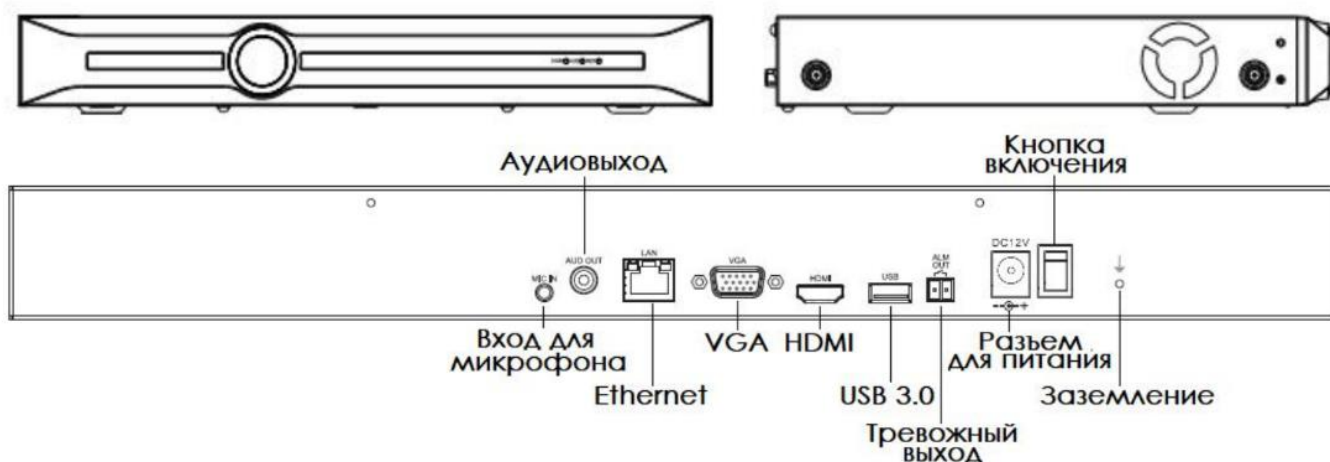 Аудиовыход
Кнопка
включения
MIC IN
AUD OUT
LAN
VGA
HDMI
USB
ALM
OUT
DC12V
Вход для
микрофона
Ethernet
VGA
HDMI
USB 3.0
Тревожный
выход
Разъем
для питания
Заземление